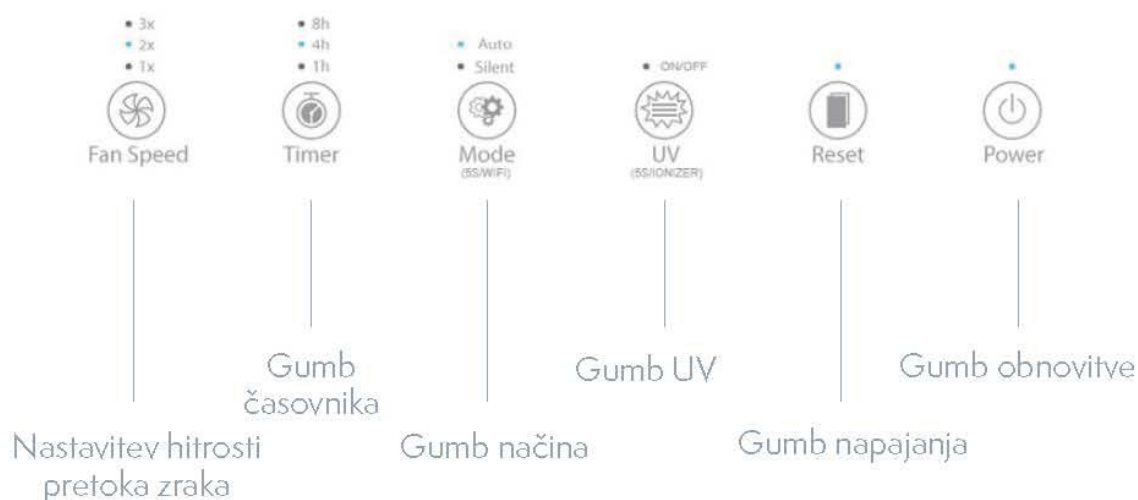 3x
2x
1x
Fan Speed
8h
4h
1h
Timer
Auto
Silent
Mode
(5S/WIFI)
ON/OFF
UV
(5S/IONIZER)
Reset
Power
Gumb
časovnika
Gumb UV
Gumb obnovitve
Nastavitev hitrosti
pretoka zraka
Gumb načina
Gumb napajanja